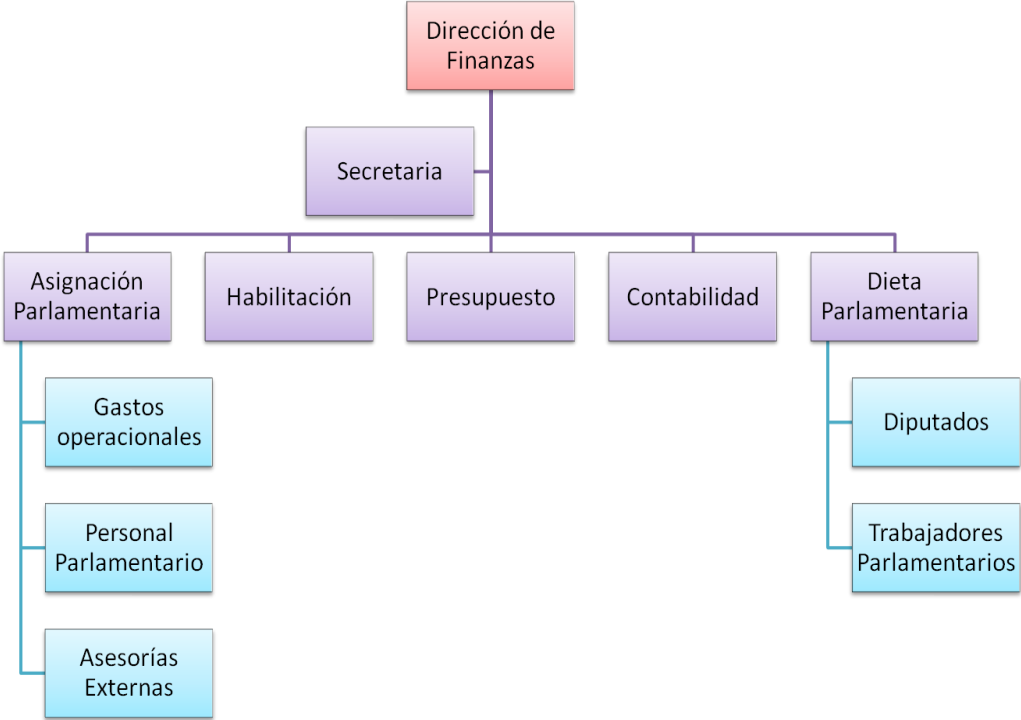 Dirección de
Finanzas
Secretaria
Asignación
Parlamentaria
Habilitación
Presupuesto
Contabilidad
Dieta
Parlamentaria
Gastos
operacionales
Personal
Parlamentario
Asesorías
Externas
Diputados
Trabajadores
Parlamentarios